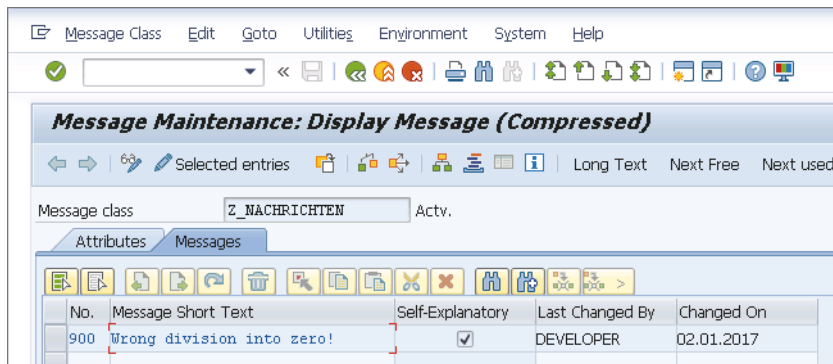 Message Class Edit Goto Utilities Environment System Help
Message Maintenance: Display Message (Compressed)
Selected entries Long Text Next Free Next used
Message class Z_NACHRICHTEN Actv.
Attributes Messages
No. Message Short Text Self-Explanatory Last Changed By Changed On
900 Wrong division into zero! DEVELOPER 02.01.2017